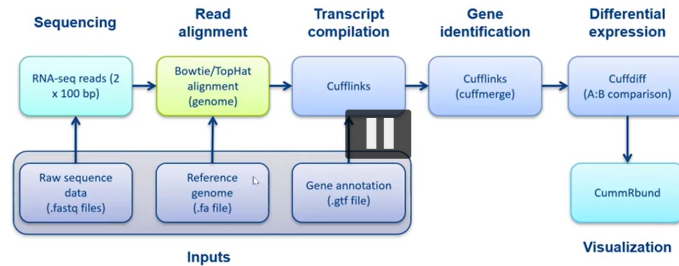 Sequencing
Read
alignment
Transcript
compilation
Gene
identification
Differential
expression
RNA-seq reads (2
x 100 bp)
Bowtie/TopHat
alignment
(genome)
Cufflinks
Cufflinks
(cuffmerge)
Cuffdiff
(A:B comparison)
Raw sequence
data
(.fastq files)
Reference
genome
(.fa file)
Gene annotation
(.gtf file)
CummRbund
Inputs
Visualization